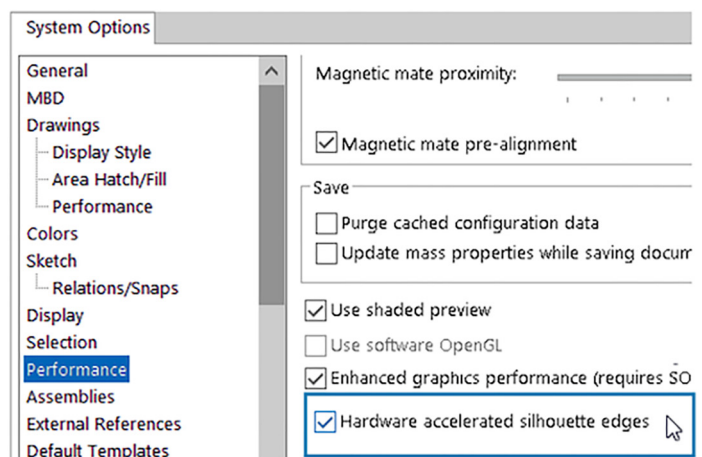 System Options
General
MBD
Drawings
Display Style
Area Hatch/Fill
Performance
Colors
Sketch
Relations/Snaps
Display
Selection
Performance
Assemblies
External References
Default Templates
Magnetic mate proximity:
Magnetic mate pre-alignment
Save
Purge cached configuration data
Update mass properties while saving docum
Use shaded preview
Use software OpenGL
Enhanced graphics performance (requires SO
Hardware accelerated silhouette edges